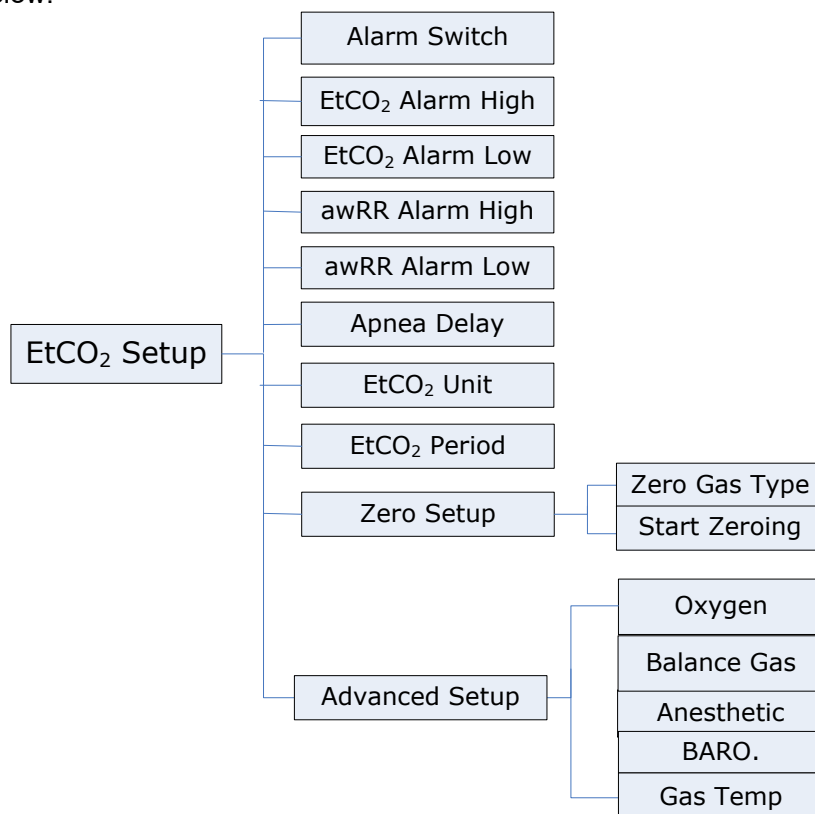 Alarm Switch
EtCO₂ Alarm High
EtCO₂ Alarm Low
awRR Alarm High
awRR Alarm Low
Apnea Delay
EtCO₂ Setup
EtCO₂ Unit
EtCO₂ Period
Zero Setup
Zero Gas Type
Start Zeroing
Advanced Setup
Oxygen
Balance Gas
Anesthetic
BARO.
Gas Temp